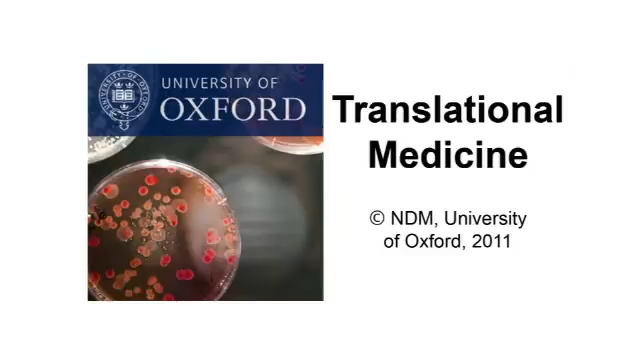 UNIVERSITY OF
OXFORD
Translational
Medicine
© NDM, University
of Oxford, 2011